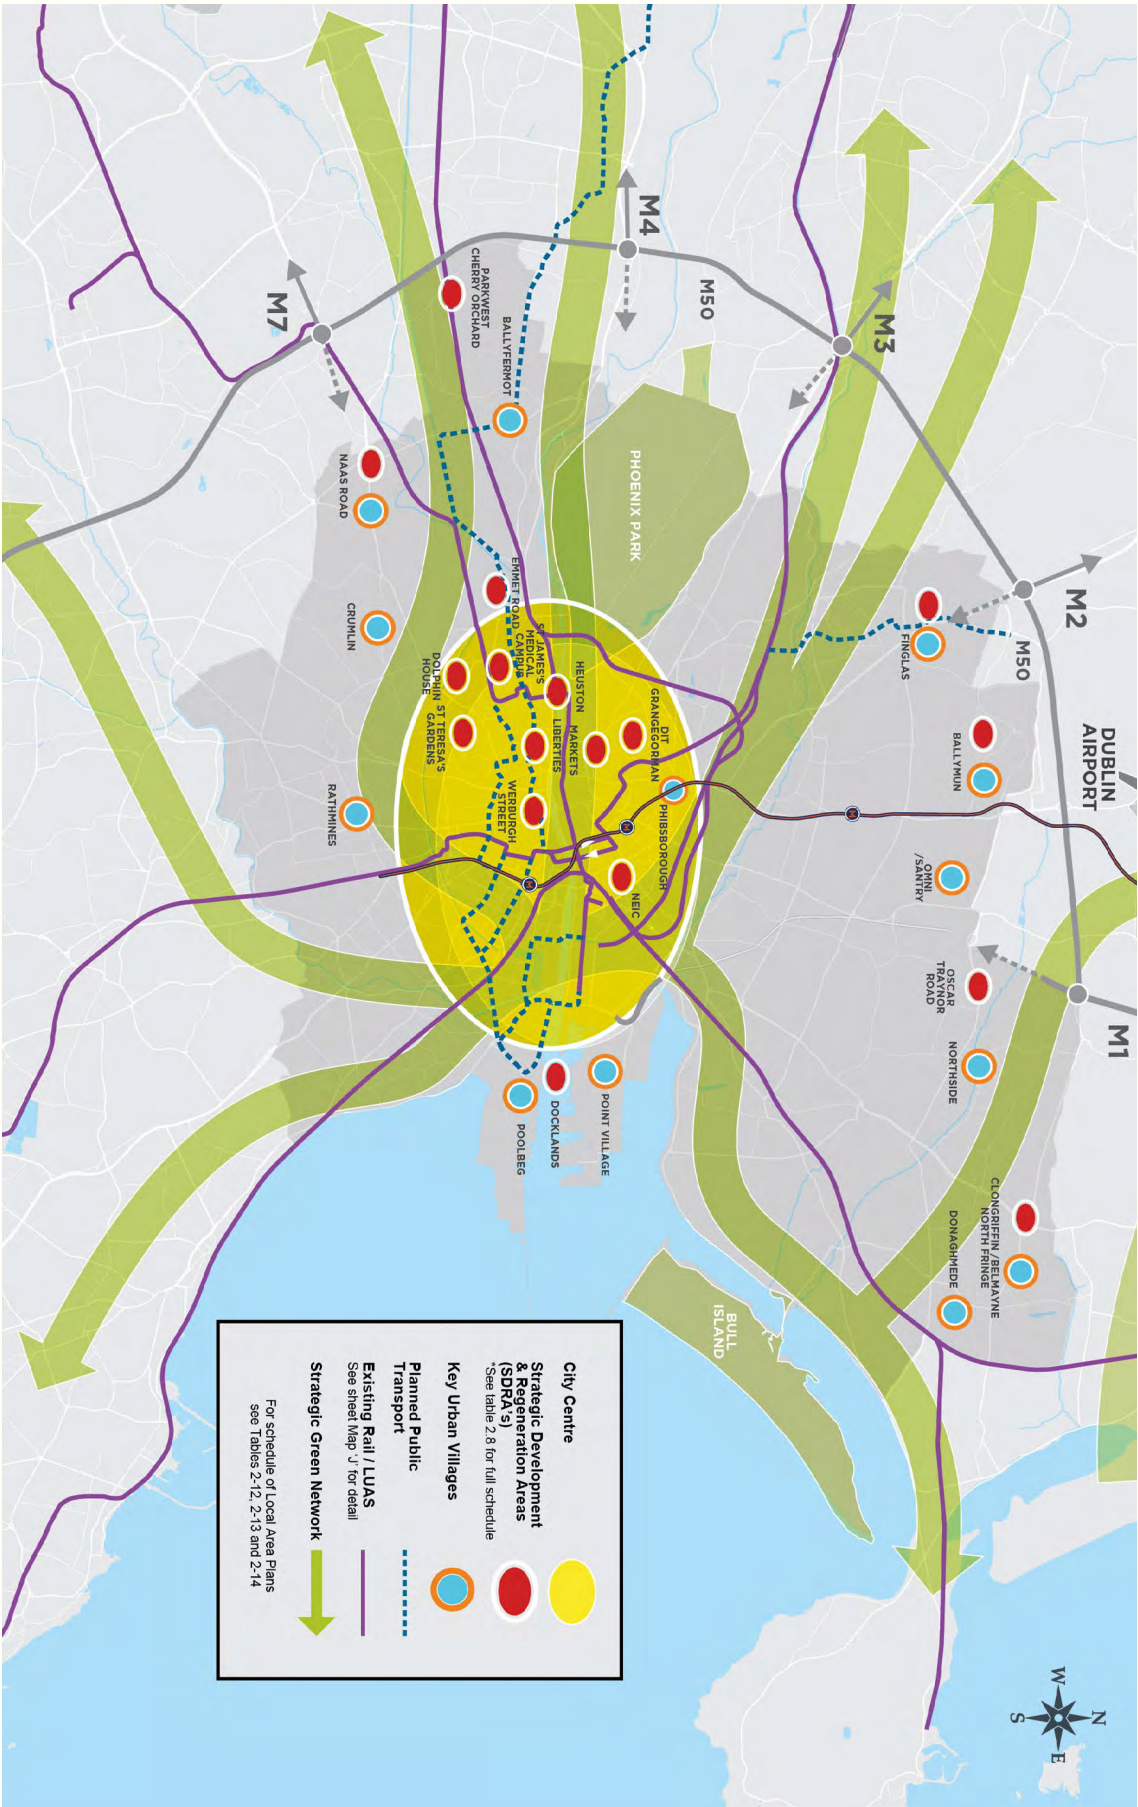 M4
M50
M3
M2
M50
DUBLIN
AIRPORT
M1
M7
PARKWEST
CHERRY ORCHARD
BALLYFERMOT
NAAS ROAD
CRUMLIN
RATHMINES
PHOENIX PARK
FINGLAS
BALLYMUN
OMNI
/SANTRY
OSCAR
TRAYNOR
ROAD
NORTHSIDE
CLONGRIFFIN / BELMAYNE
NORTH FRINGE
DONAGHMEDE
EMMET ROAD
ST JAMES'S
MEDICAL
CAMPUS
DOLPHIN
HOUSE
ST TERESA'S
GARDENS
HEUSTON
LIBERTIES
MARKETS
DIT
GRANGEGORMAN
PHIBSBOROUGH
WERBURGH
STREET
NEIC
POINT VILLAGE
DOCKLANDS
POOLBEG
BULL
ISLAND
City Centre
Strategic Development
& Regeneration Areas
(SDRA's)
*See table 2.8 for full schedule
Key Urban Villages
Planned Public
Transport
Existing Rail / LUAS
See sheet Map 'J' for detail
Strategic Green Network
For schedule of Local Area Plans
see Tables 2-12, 2-13 and 2-14
N
W
E
S